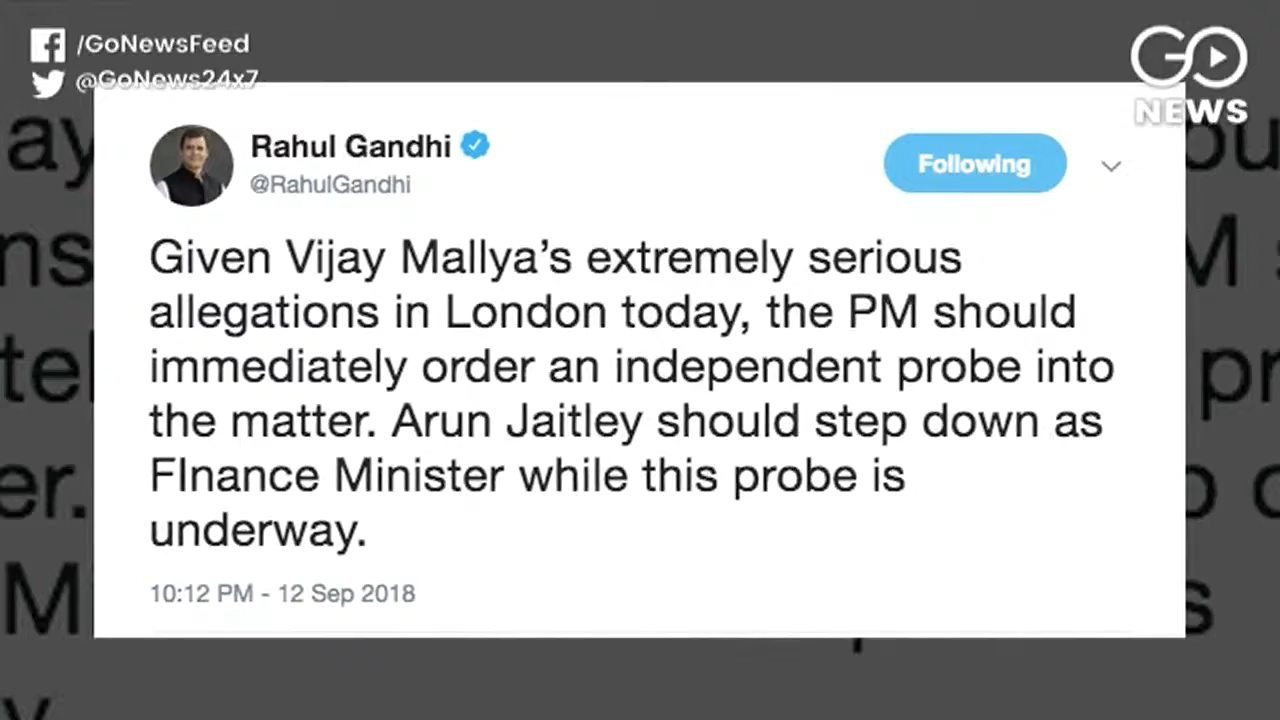 /GoNewsFeed
@GoNews24x7
GO
NEWS
Rahul Gandhi
@RahulGandhi
Following
Given Vijay Mallya’s extremely serious
allegations in London today, the PM should
immediately order an independent probe into
the matter. Arun Jaitley should step down as
FInance Minister while this probe is
underway.
10:12 PM - 12 Sep 2018